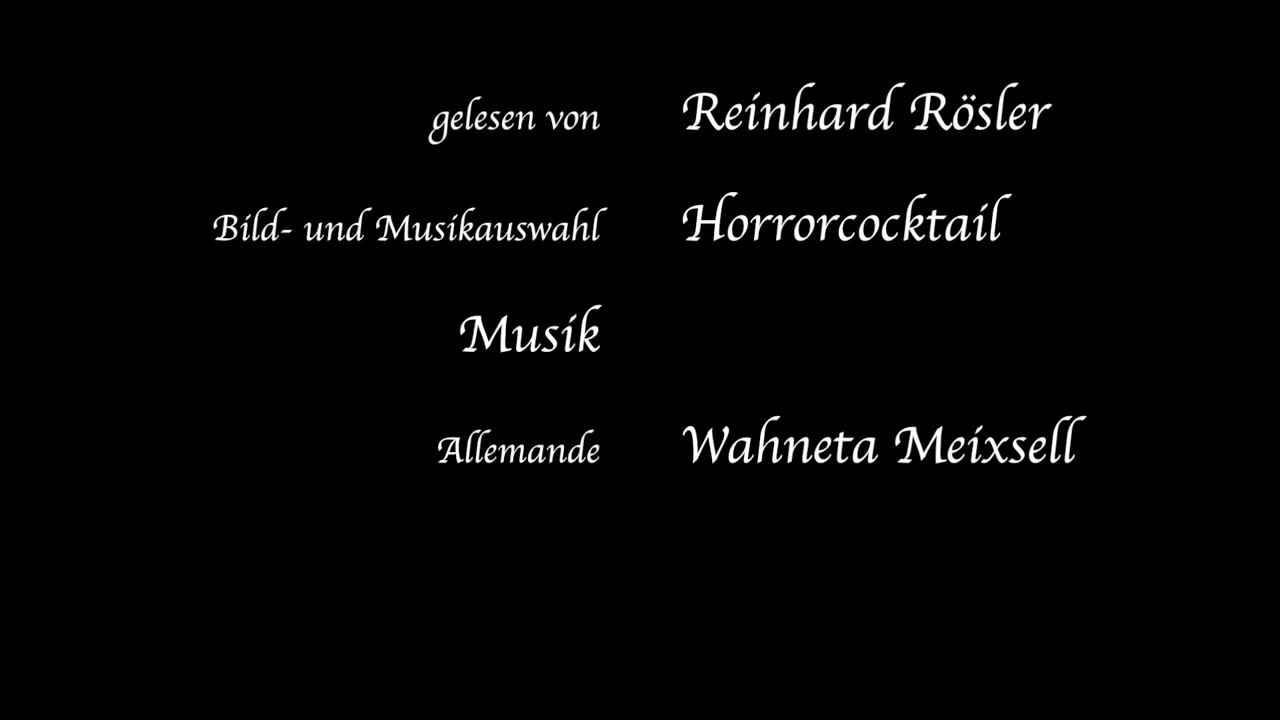 gelesen von Reinhard Rösler
Bild- und Musikauswahl Horrorcocktail
Musik
Allemande Wahneta Meixsell